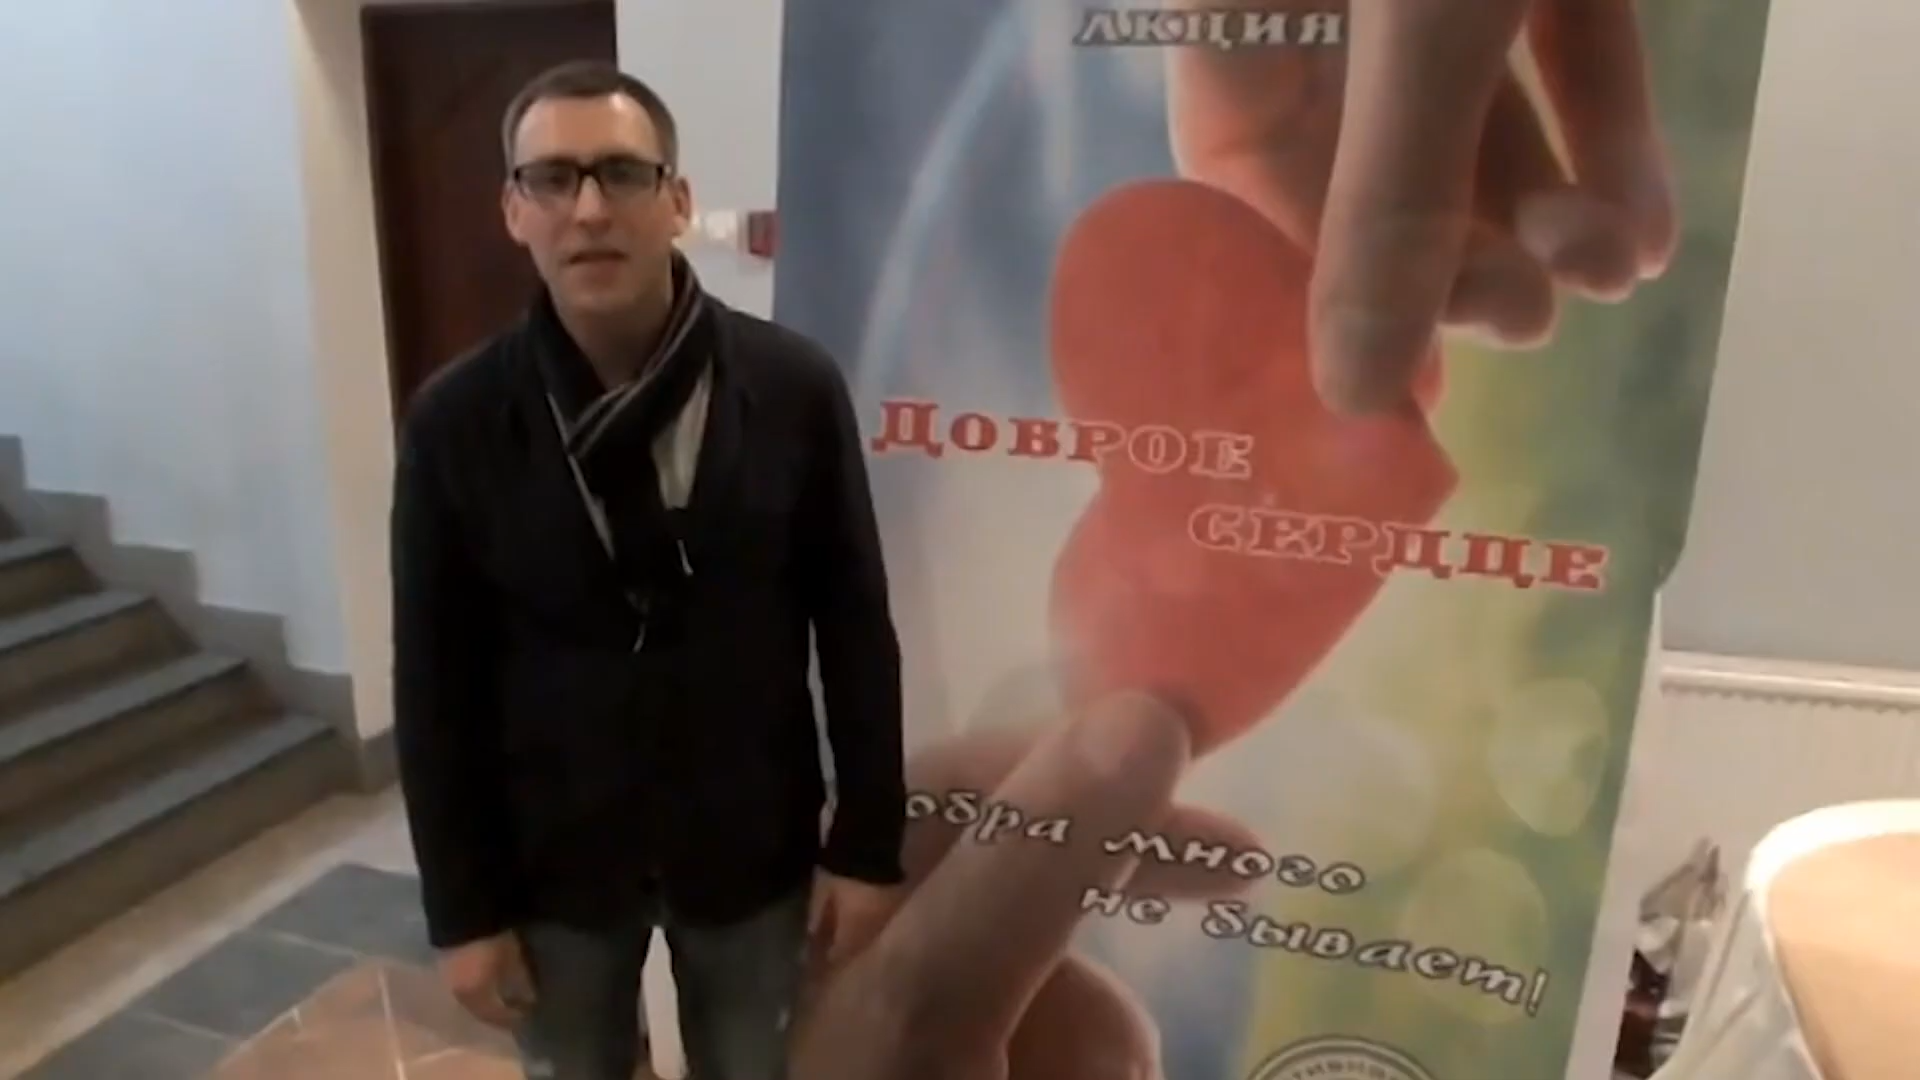 АКЦИЯ
ДОБРОЕ
СЕРДЦЕ
обра много
не бывает!